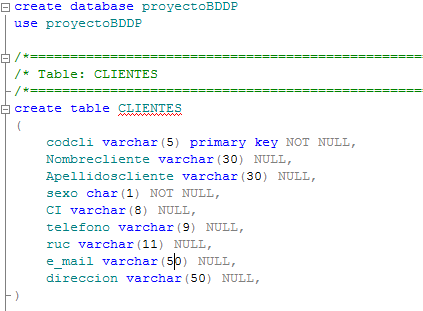 create database proyectoBDDP
use proyectoBDDP
/*=================================================
/* Table: CLIENTES
/*=================================================
create table CLIENTES
(
codcli varchar(5) primary key NOT NULL,
Nombrecliente varchar(30) NULL,
Apellidoscliente varchar(30) NULL,
sexo char(1) NOT NULL,
CI varchar(8) NULL,
telefono varchar(9) NULL,
ruc varchar(11) NULL,
e_mail varchar(50) NULL,
direccion varchar(50) NULL,
)